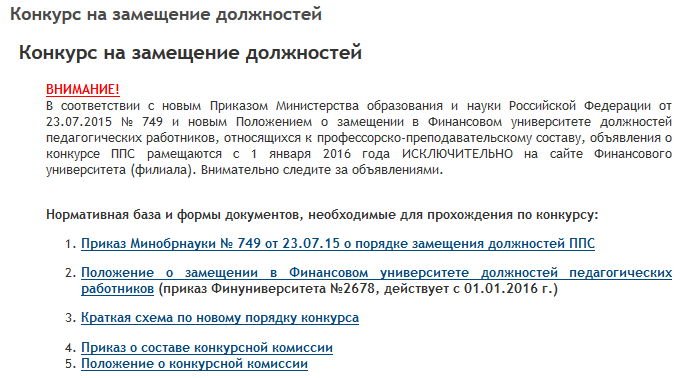 Конкурс на замещение должностей
Конкурс на замещение должностей
ВНИМАНИЕ!
В соответствии с новым Приказом Министерства образования и науки Российской Федерации от
23.07.2015 № 749 и новым Положением о замещении в Финансовом университете должностей
педагогических работников, относящихся к профессорско-преподавательскому составу, объявления о
конкурсе ППС рамещаются с 1 января 2016 года ИСКЛЮЧИТЕЛЬНО на сайте Финансового
университета (филиала). Внимательно следите за объявлениями.
Нормативная база и формы документов, необходимые для прохождения по конкурсу:
1. Приказ Минобрнауки № 749 от 23.07.15 о порядке замещения должностей ППС
2. Положение о замещении в Финансовом университете должностей педагогических
работников (приказ Финуниверситета №2678, действует с 01.01.2016 г.)
3. Краткая схема по новому порядку конкурса
4. Приказ о составе конкурсной комиссии
5. Положение о конкурсной комиссии